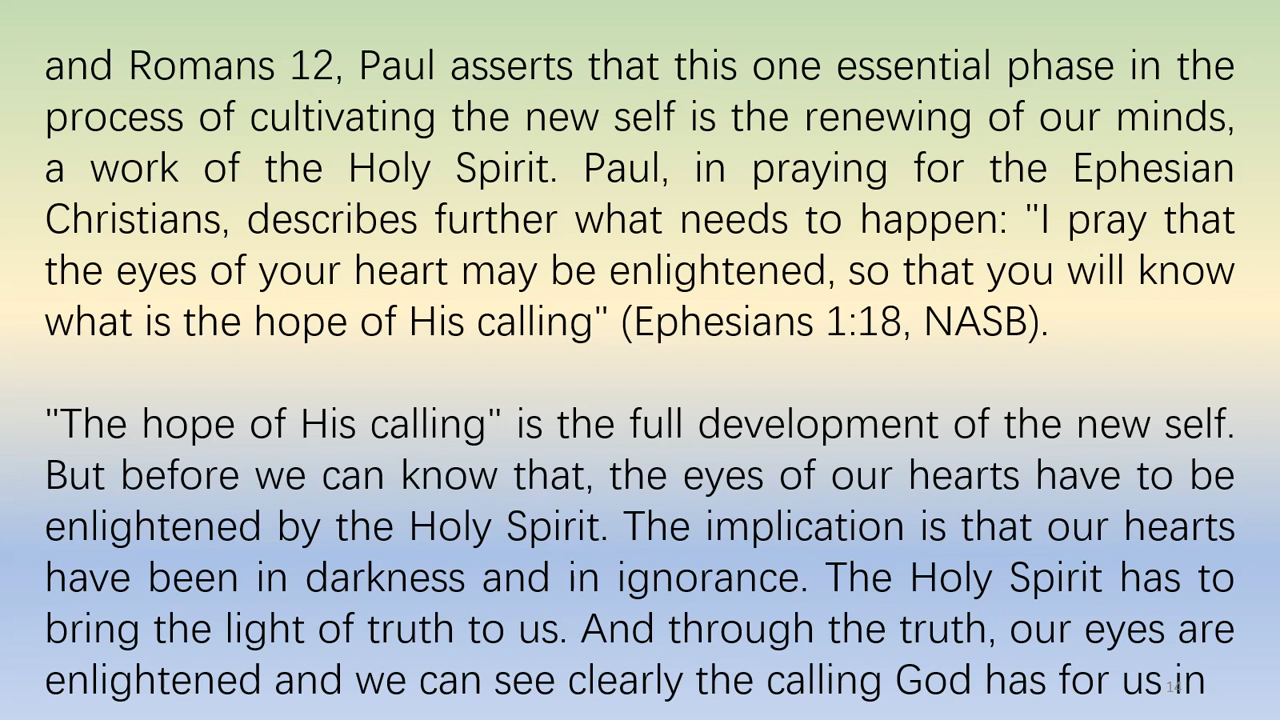 and Romans 12, Paul asserts that this one essential phase in the
process of cultivating the new self is the renewing of our minds,
a work of the Holy Spirit. Paul, in praying for the Ephesian
Christians, describes further what needs to happen: "I pray that
the eyes of your heart may be enlightened, so that you will know
what is the hope of His calling" (Ephesians 1:18, NASB).
"The hope of His calling" is the full development of the new self.
But before we can know that, the eyes of our hearts have to be
enlightened by the Holy Spirit. The implication is that our hearts
have been in darkness and in ignorance. The Holy Spirit has to
bring the light of truth to us. And through the truth, our eyes are
enlightened and we can see clearly the calling God has for us in